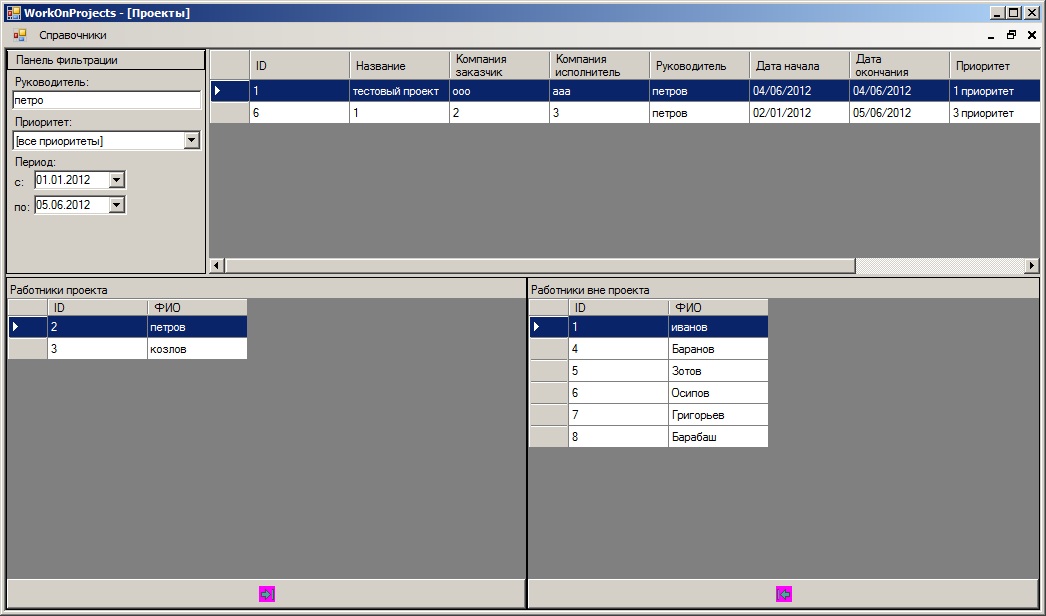 WorkOnProjects - [Проекты]
Справочники
Панель фильтрации
Руководитель:
петро
Приоритет:
[все приоритеты]
Период:
с: 01.01.2012
по: 05.06.2012
ID Название Компания заказчик Компания исполнитель Руководитель Дата начала Дата окончания Приоритет
1 тестовый проект ооо ааа петров 04/06/2012 04/06/2012 1 приоритет
6 1 2 3 петров 02/01/2012 05/06/2012 3 приоритет
Работники проекта
ID ФИО
2 петров
3 козлов
Работники вне проекта
ID ФИО
1 иванов
4 Баранов
5 Зотов
6 Осипов
7 Григорьев
8 Барабаш